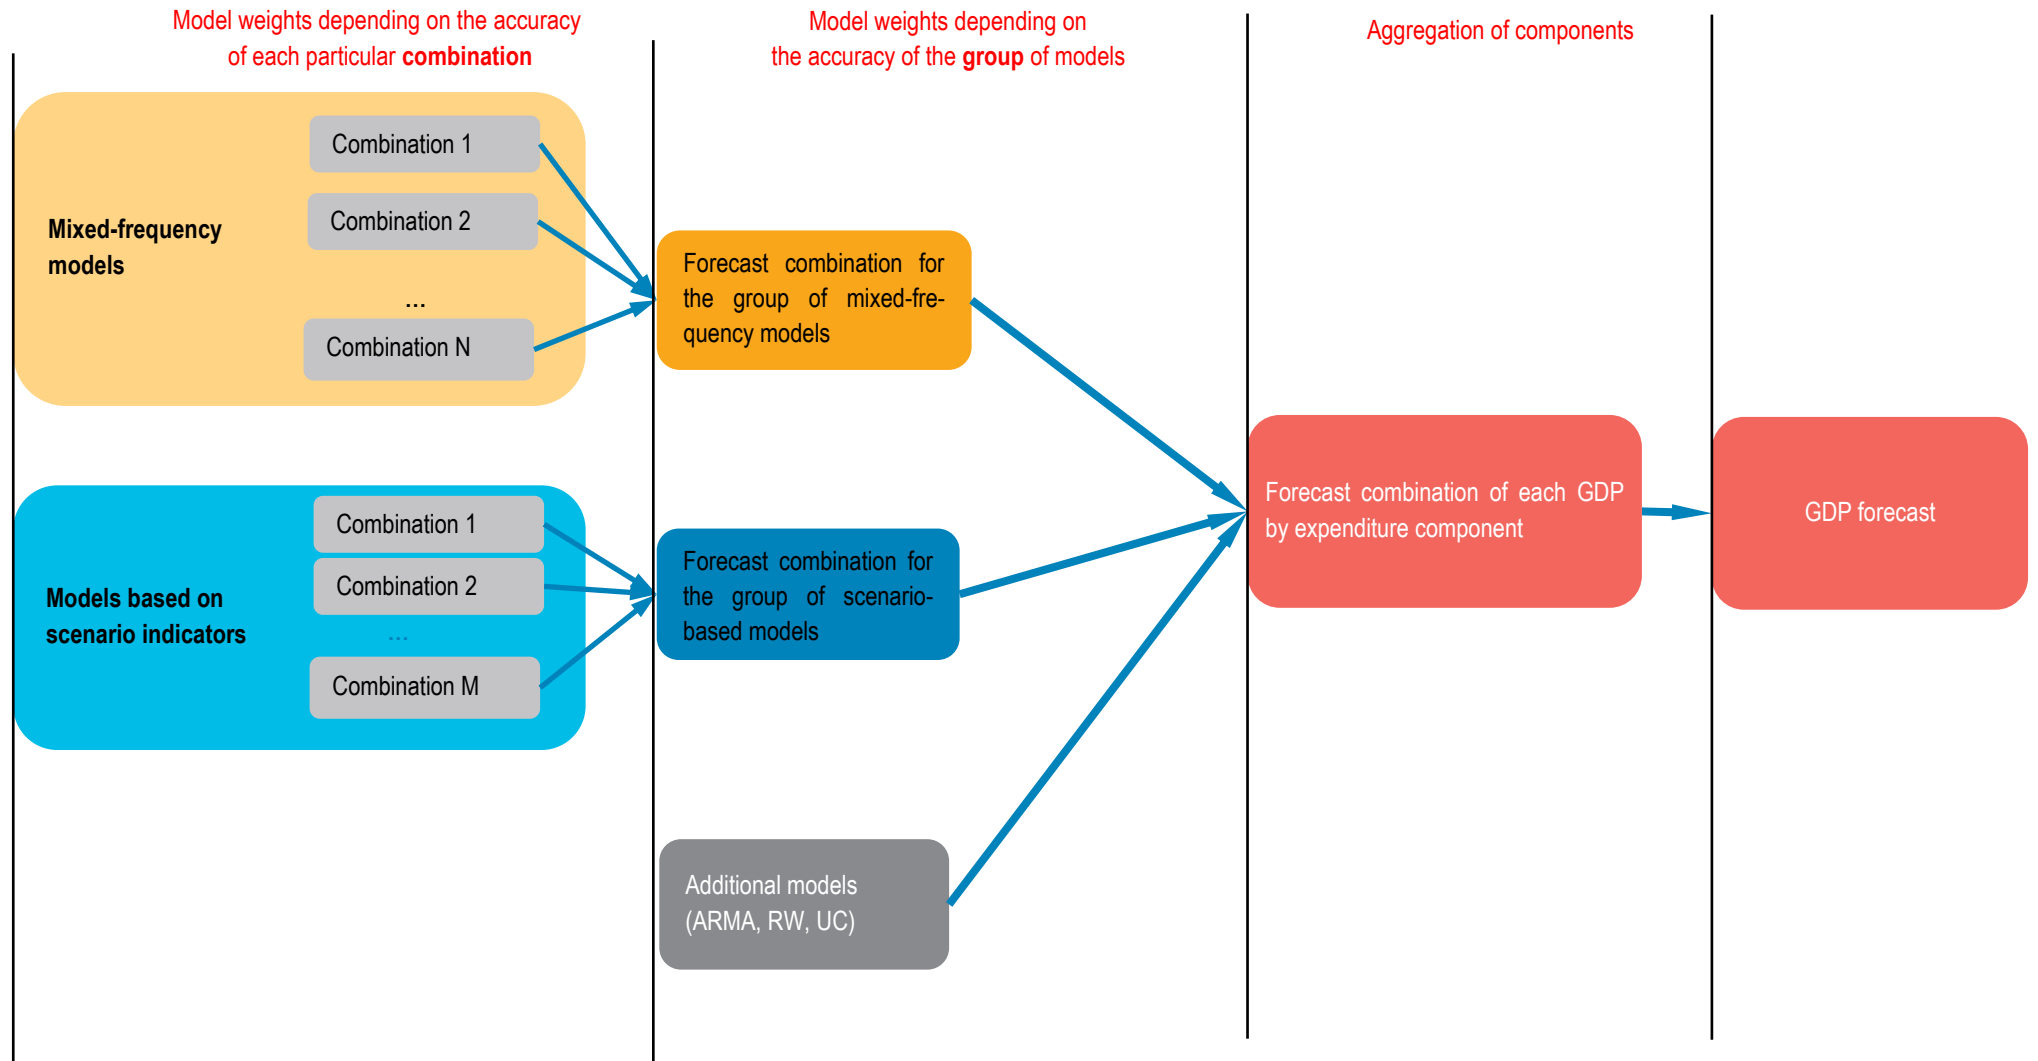 Model weights depending on the accuracy
of each particular combination
Model weights depending on
the accuracy of the group of models
Aggregation of components
Mixed-frequency
models
Combination 1
Combination 2
...
Combination N
Models based on
scenario indicators
Combination 1
Combination 2
...
Combination M
Forecast combination for
the group of mixed-fre-
quency models
Forecast combination for
the group of scenario-
based models
Additional models
(ARMA, RW, UC)
Forecast combination of each GDP
by expenditure component
GDP forecast